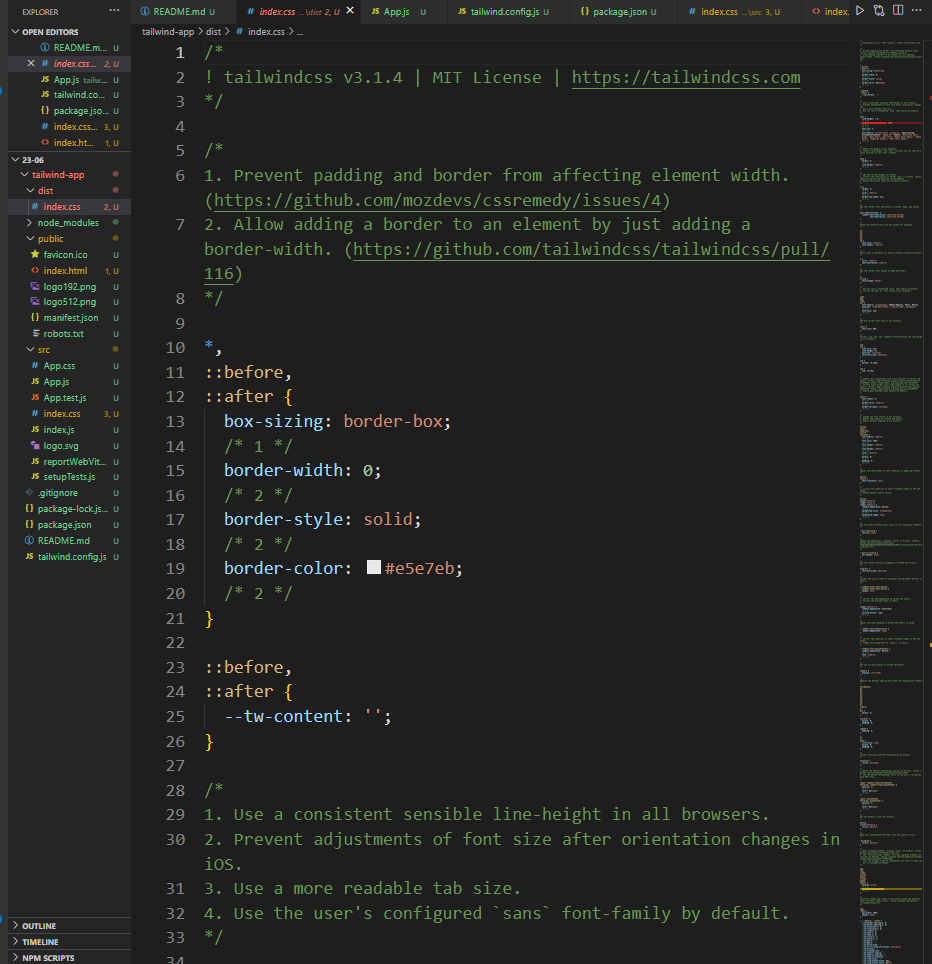 EXPLORER ...
OPEN EDITORS
README.m... U
index.css... 2, U
App.js tailw... U
tailwind.co... U
package.jso... U
index.css... 3, U
index.ht... 1, U
23-06
tailwind-app
dist
index.css 2, U
node_modules
public
favicon.ico U
index.html 1, U
logo192.png U
logo512.png U
manifest.json U
robots.txt U
src
App.css U
App.js U
App.test.js U
index.css 3, U
index.js U
logo.svg U
reportWebVit... U
setupTests.js U
.gitignore U
package-lock.js... U
package.json U
README.md U
tailwind.config.js U
OUTLINE
TIMELINE
NPM SCRIPTS
README.md U
index.css ...\dist 2, U
App.js U
tailwind.config.js U
package.json U
index.css ...\src 3, U
index.
tailwind-app > dist > index.css > ...
1 /*
2 ! tailwindcss v3.1.4 | MIT License | https://tailwindcss.com
3 */
4
5 /*
6 1. Prevent padding and border from affecting element width.
(https://github.com/mozdevs/cssremedy/issues/4)
7 2. Allow adding a border to an element by just adding a
border-width. (https://github.com/tailwindcss/tailwindcss/pull/
116)
8 */
9
10 *,
11 ::before,
12 ::after {
13 box-sizing: border-box;
14 /* 1 */
15 border-width: 0;
16 /* 2 */
17 border-style: solid;
18 /* 2 */
19 border-color: #e5e7eb;
20 /* 2 */
21 }
22
23 ::before,
24 ::after {
25 --tw-content: '';
26 }
27
28 /*
29 1. Use a consistent sensible line-height in all browsers.
30 2. Prevent adjustments of font size after orientation changes in
iOS.
31 3. Use a more readable tab size.
32 4. Use the user's configured `sans` font-family by default.
33 */
34